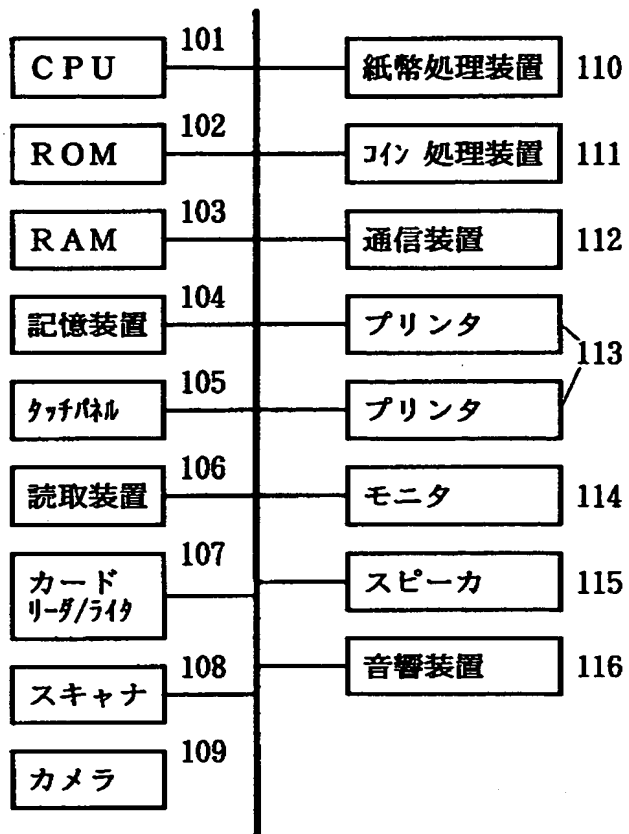 101
CPU
102
ROM
103
RAM
104
記憶装置
105
タッチパネル
106
読取装置
107
カード
リーダ/ライタ
108
スキャナ
109
カメラ
紙幣処理装置 110
コイン 処理装置 111
通信装置 112
プリンタ
113
プリンタ
モニタ 114
スピーカ 115
音響装置 116